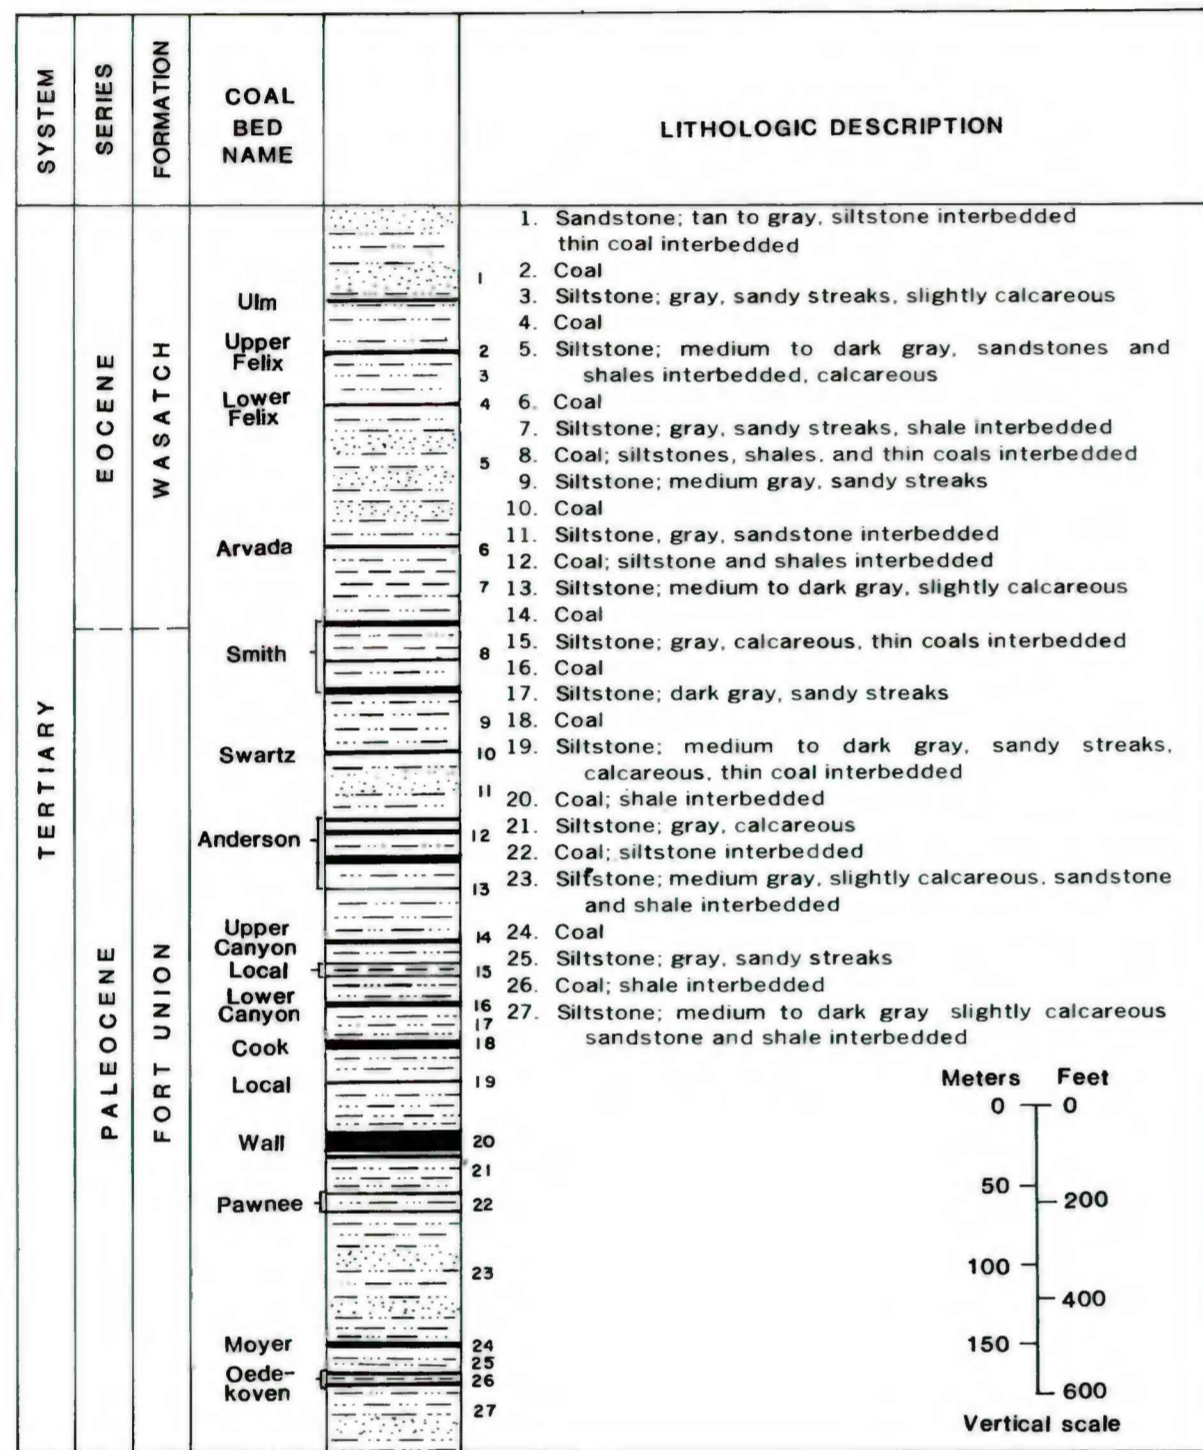 SYSTEM
SERIES
FORMATION
COAL
BED
NAME
LITHOLOGIC DESCRIPTION
TERTIARY
EOCENE
PALEOCENE
WASATCH
FORT UNION
Ulm
Upper
Felix
Lower
Felix
Arvada
Smith
Swartz
Anderson
Upper
Canyon
Local
Lower
Canyon
Cook
Local
Wall
Pawnee
Moyer
Oede-
koven
1
2
3
4
5
6
7
8
9
10
11
12
13
14
15
16
17
18
19
20
21
22
23
24
25
26
27
1. Sandstone; tan to gray, siltstone interbedded
thin coal interbedded
2. Coal
3. Siltstone; gray, sandy streaks, slightly calcareous
4. Coal
5. Siltstone; medium to dark gray, sandstones and
shales interbedded, calcareous
6. Coal
7. Siltstone; gray, sandy streaks, shale interbedded
8. Coal; siltstones, shales, and thin coals interbedded
9. Siltstone; medium gray, sandy streaks
10. Coal
11. Siltstone, gray, sandstone interbedded
12. Coal; siltstone and shales interbedded
13. Siltstone; medium to dark gray, slightly calcareous
14. Coal
15. Siltstone; gray, calcareous, thin coals interbedded
16. Coal
17. Siltstone; dark gray, sandy streaks
18. Coal
19. Siltstone; medium to dark gray, sandy streaks,
calcareous, thin coal interbedded
20. Coal; shale interbedded
21. Siltstone; gray, calcareous
22. Coal; siltstone interbedded
23. Siltstone; medium gray, slightly calcareous, sandstone
and shale interbedded
24. Coal
25. Siltstone; gray, sandy streaks
26. Coal; shale interbedded
27. Siltstone; medium to dark gray slightly calcareous
sandstone and shale interbedded
Meters Feet
0 0
50
200
100
400
150
600
Vertical scale